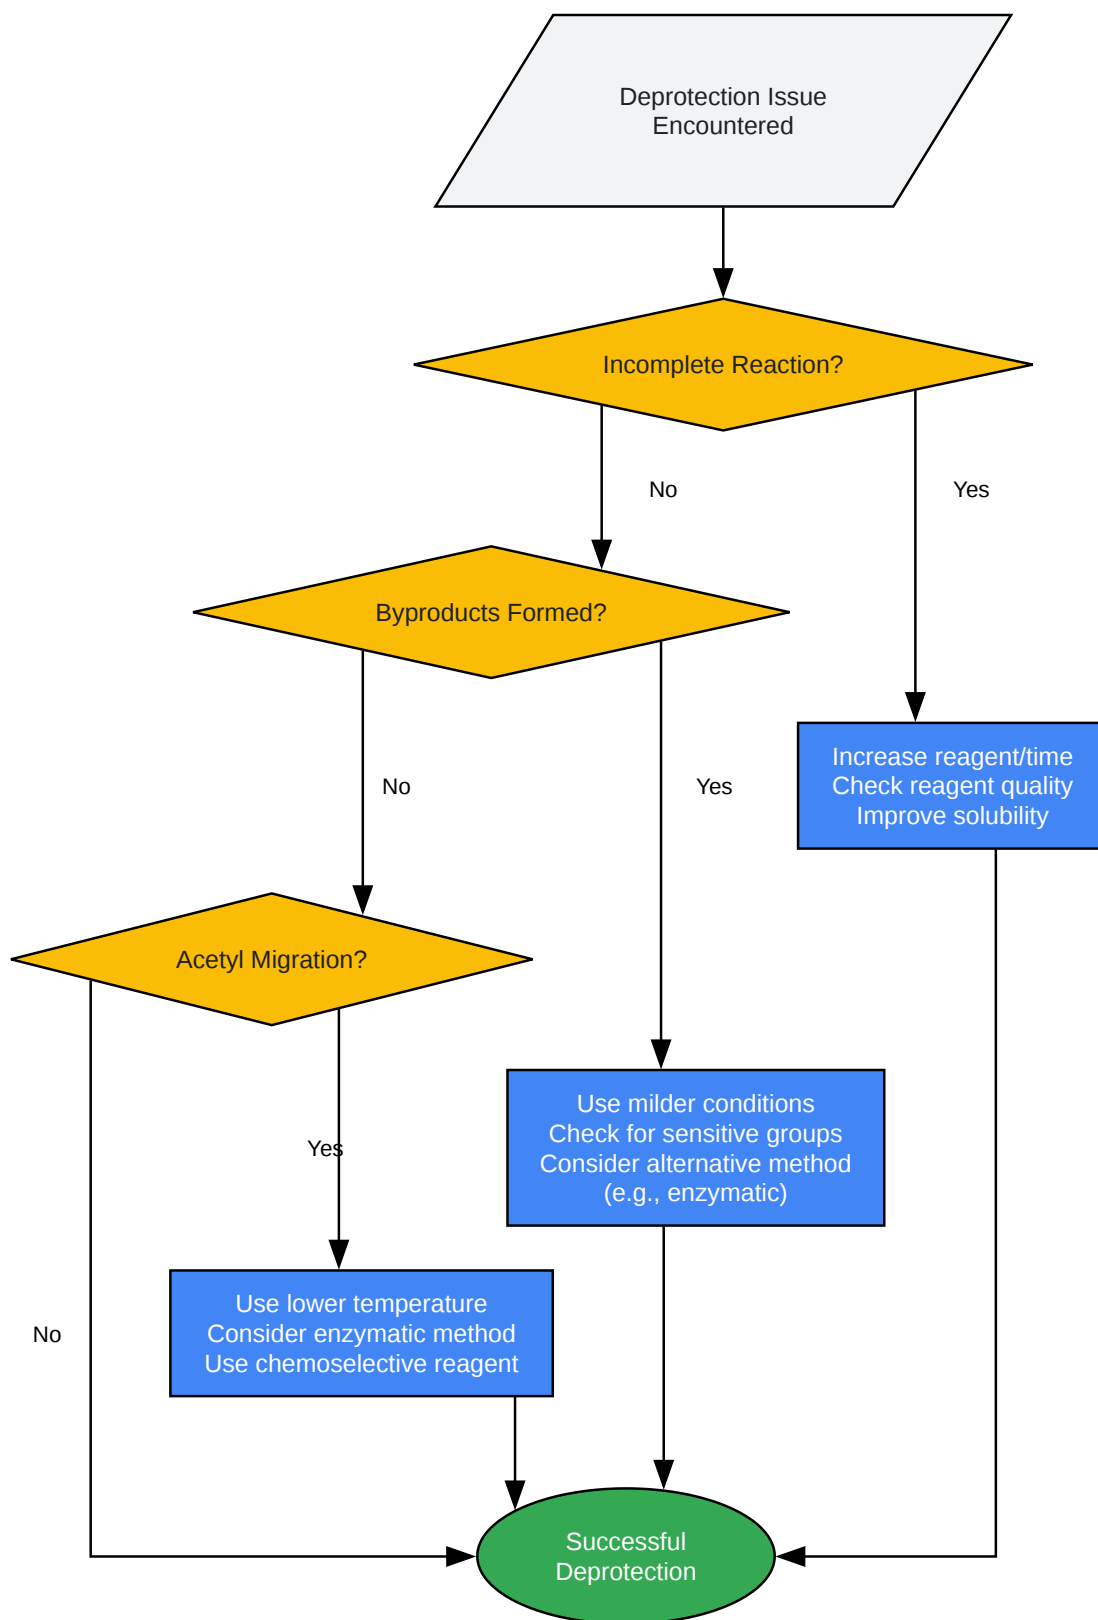 Deprotection Issue
Encountered
Incomplete Reaction?
No
Yes
Byproducts Formed?
No
Yes
Increase reagent/time
Check reagent quality
Improve solubility
Acetyl Migration?
Yes
Use milder conditions
Check for sensitive groups
Consider alternative method
(e.g., enzymatic)
No
Use lower temperature
Consider enzymatic method
Use chemoselective reagent
Successful
Deprotection